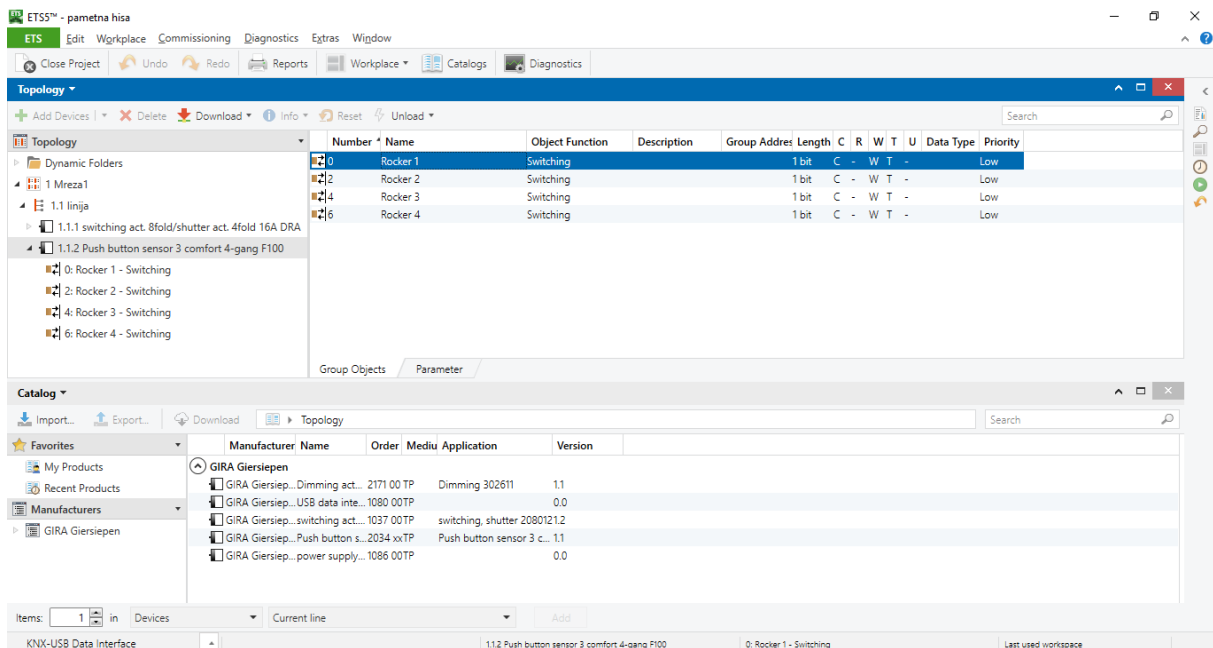 ETS5™ - pametna hisa
ETS Edit Workplace Commissioning Diagnostics Extras Window
Close Project Undo Redo Reports Workplace Catalogs Diagnostics
Topology
Add Devices Delete Download Info Reset Unload Search
Topology
Number Name Object Function Description Group Addres Length C R W T U Data Type Priority
Dynamic Folders
1 Mreza1
1.1 linija
1.1.1 switching act. 8fold/shutter act. 4fold 16A DRA
1.1.2 Push button sensor 3 comfort 4-gang F100
0: Rocker 1 - Switching
2: Rocker 2 - Switching
4: Rocker 3 - Switching
6: Rocker 4 - Switching
0 Rocker 1 Switching 1 bit C - W T - Low
2 Rocker 2 Switching 1 bit C - W T - Low
4 Rocker 3 Switching 1 bit C - W T - Low
6 Rocker 4 Switching 1 bit C - W T - Low
Group Objects Parameter
Catalog
Import... Export... Download Topology Search
Favorites
My Products
Recent Products
Manufacturers
GIRA Giersiepen
Manufacturer Name Order Mediu Application Version
GIRA Giersiepen
GIRA Giersiep... Dimming act... 2171 00 TP Dimming 302611 1.1
GIRA Giersiep... USB data inte... 1080 00 TP 0.0
GIRA Giersiep... switching act.... 1037 00 TP switching, shutter 208012 1.2
GIRA Giersiep... Push button s... 2034 xx TP Push button sensor 3 c... 1.1
GIRA Giersiep... power supply... 1086 00 TP 0.0
Items: 1 in Devices Current line Add
KNX-USB Data Interface 1.1.2 Push button sensor 3 comfort 4-gang F100 0: Rocker 1 - Switching Last used workspace